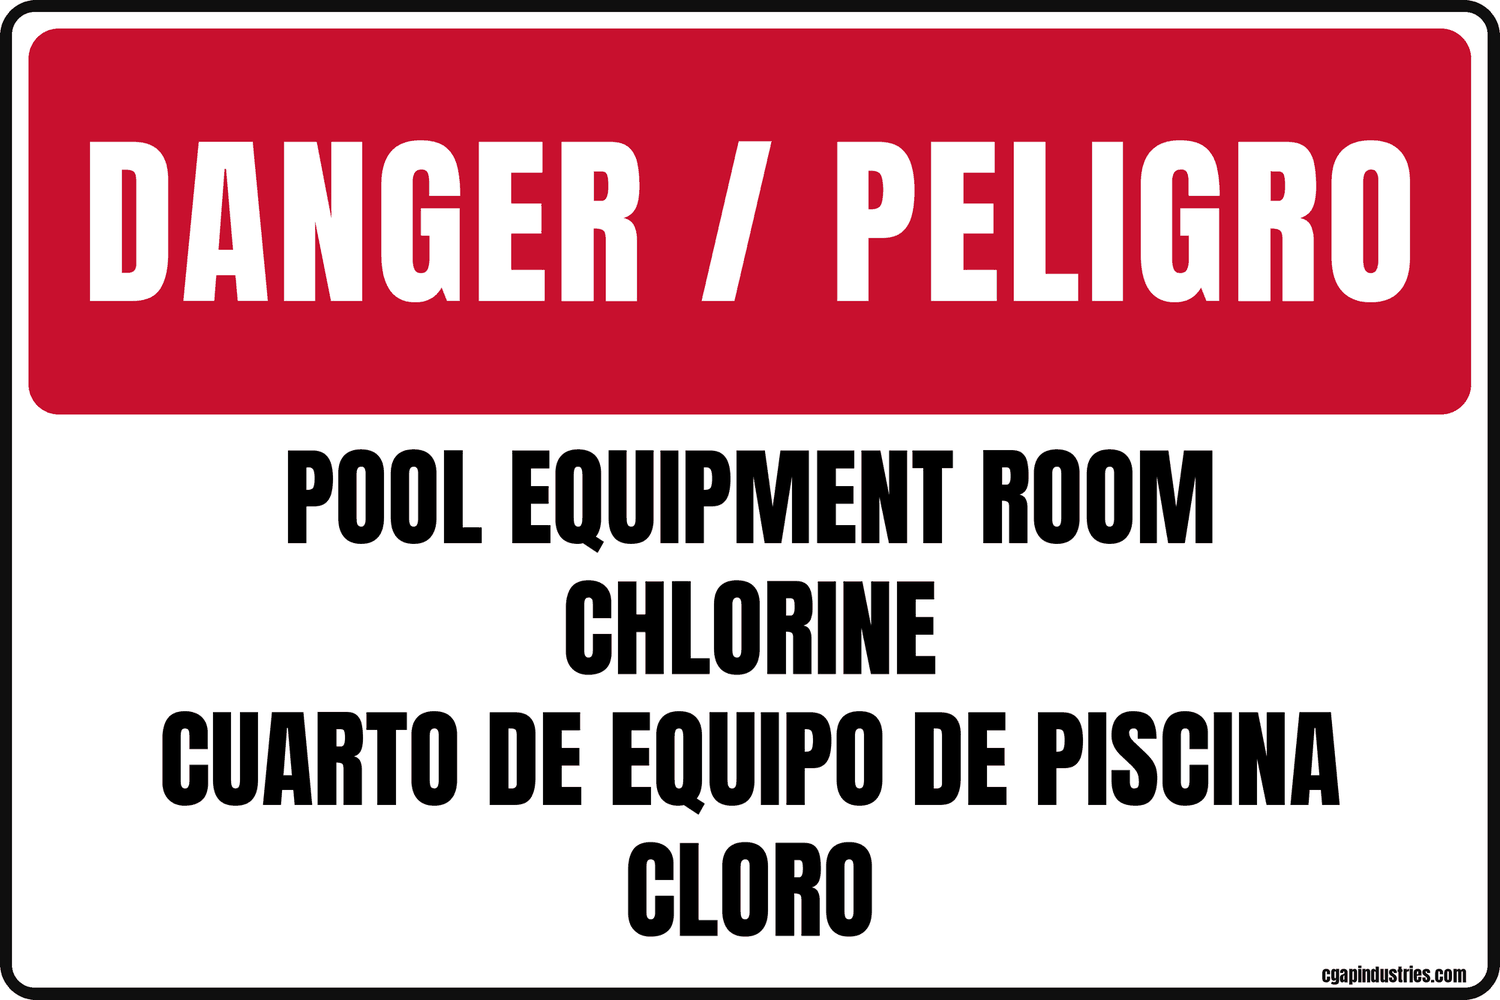 DANGER / PELIGRO
POOL EQUIPMENT ROOM
CHLORINE
CUARTO DE EQUIPO DE PISCINA
CLORO
cgapindustries.com